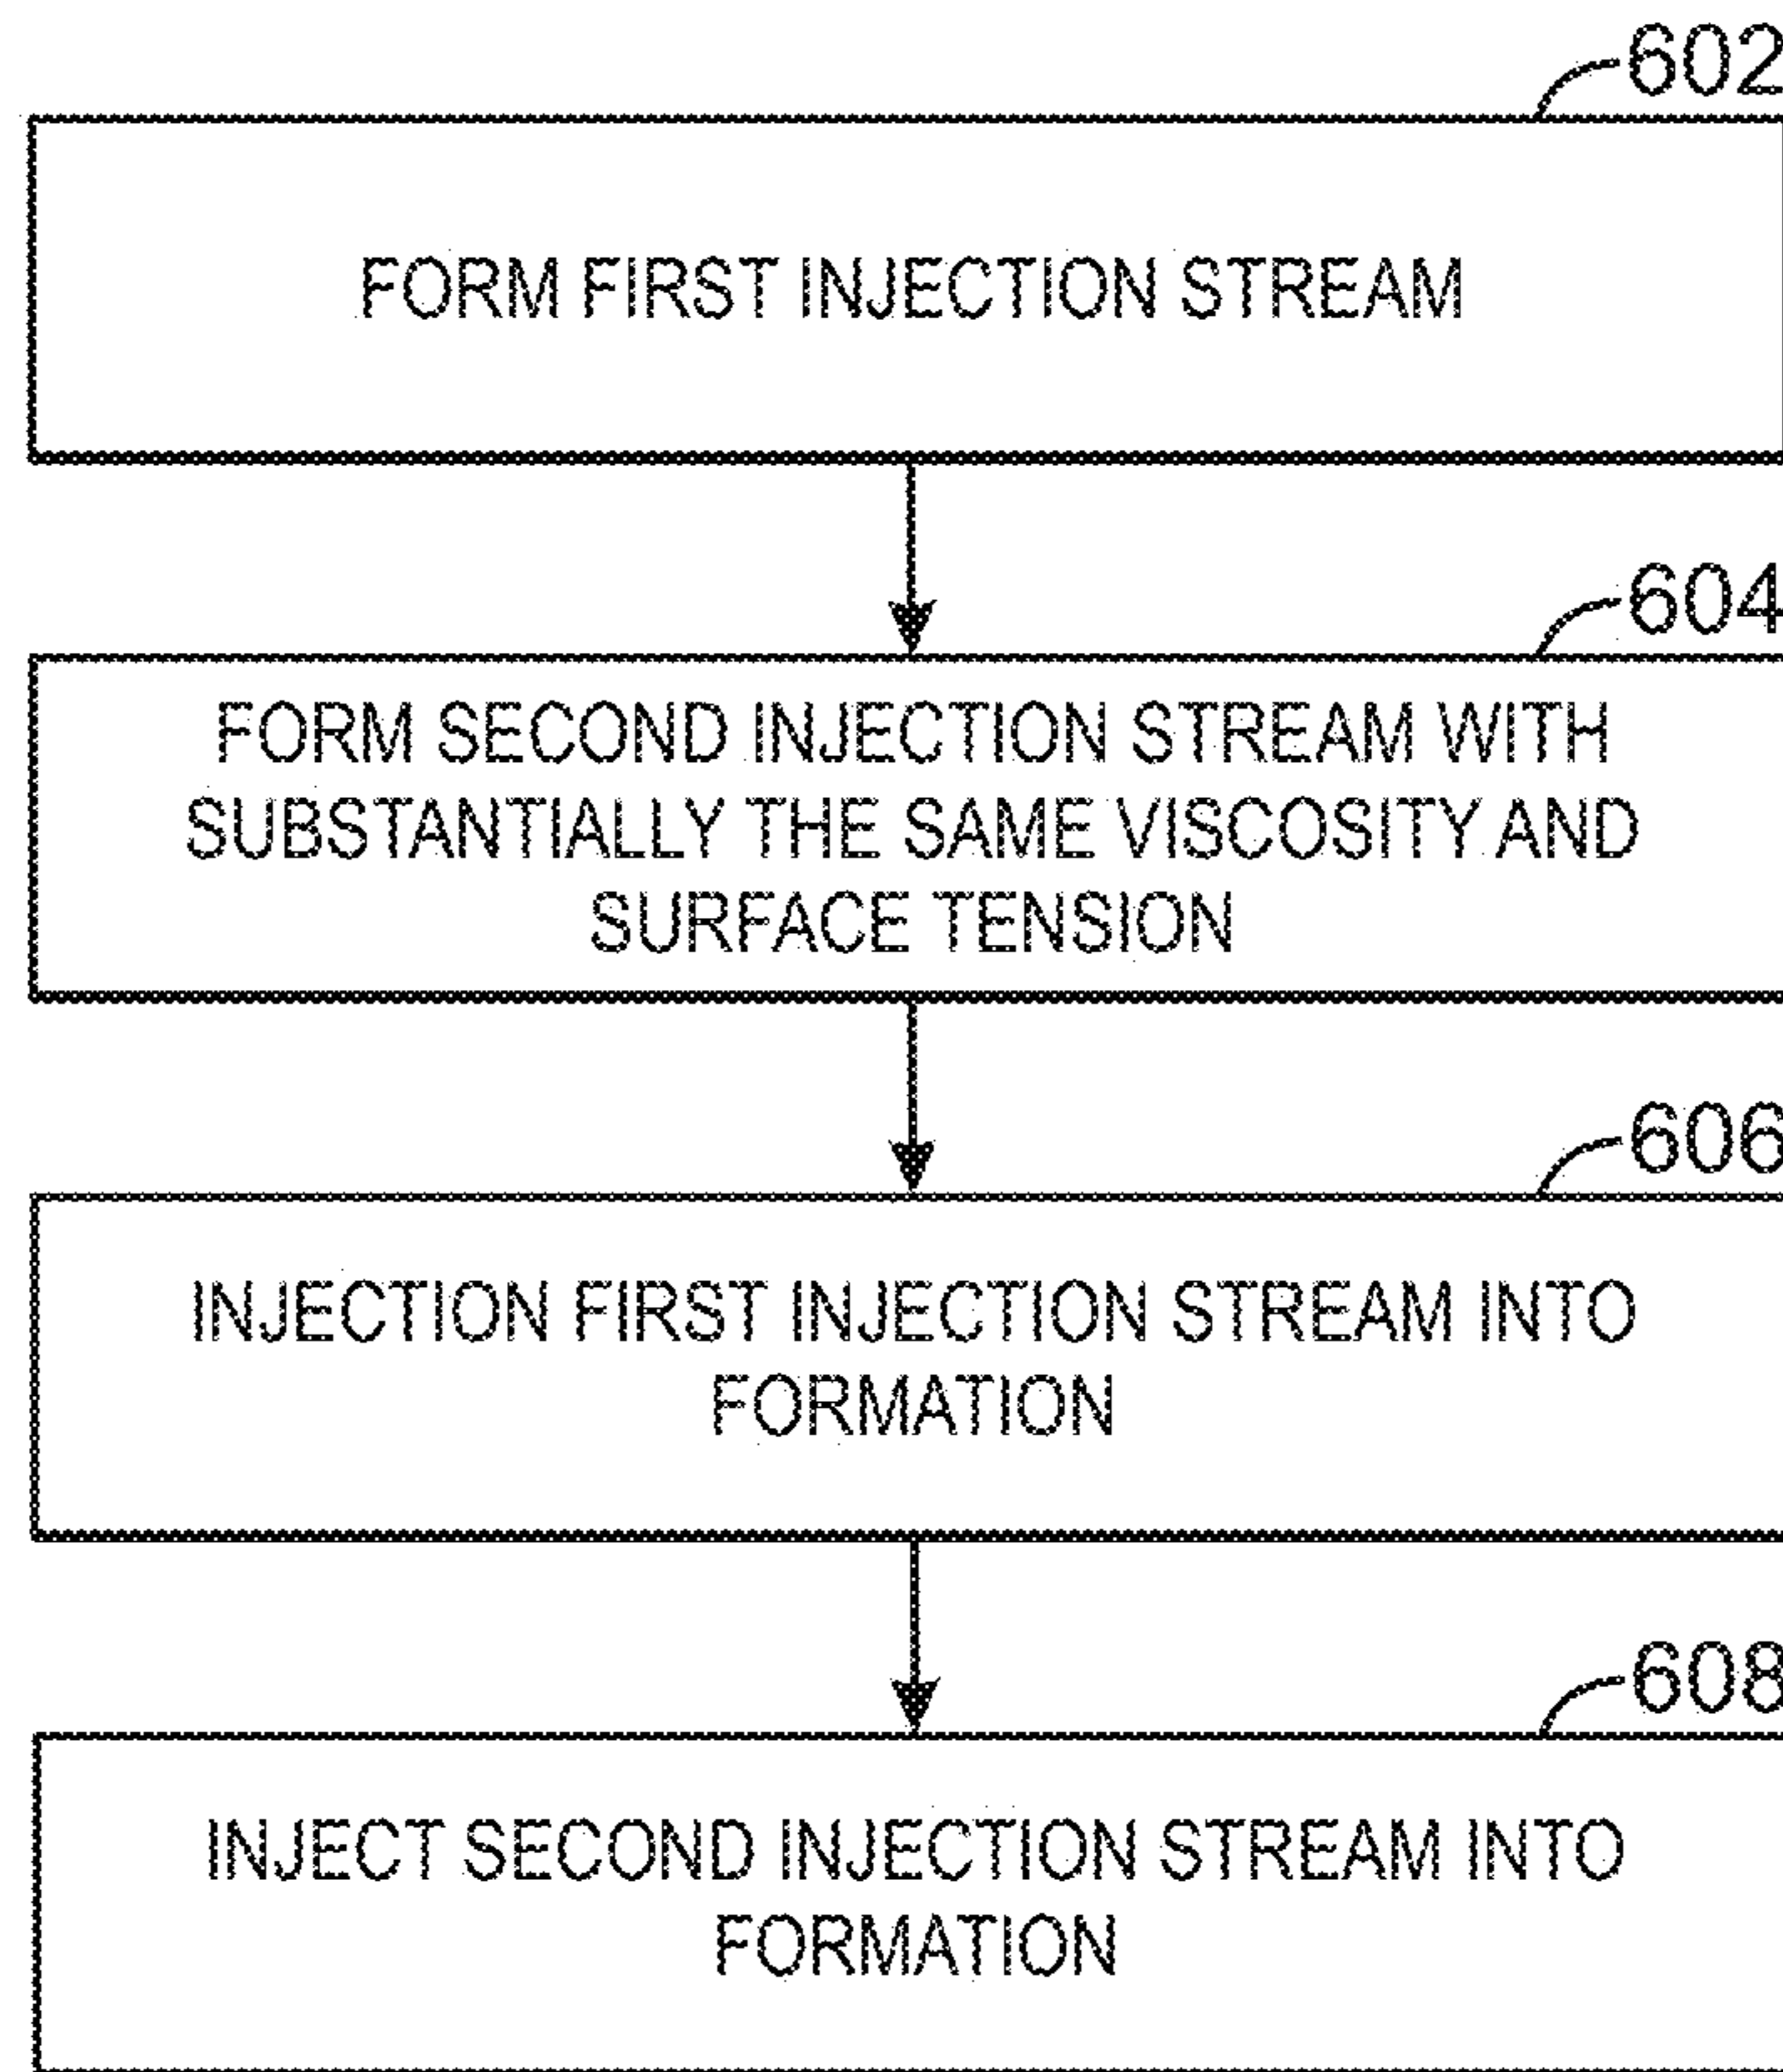 602
FORM FIRST INJECTION STREAM
604
FORM SECOND INJECTION STREAM WITH
SUBSTANTIALLY THE SAME VISCOSITY AND
SURFACE TENSION
606
INJECTION FIRST INJECTION STREAM INTO
FORMATION
608
INJECT SECOND INJECTION STREAM INTO
FORMATION